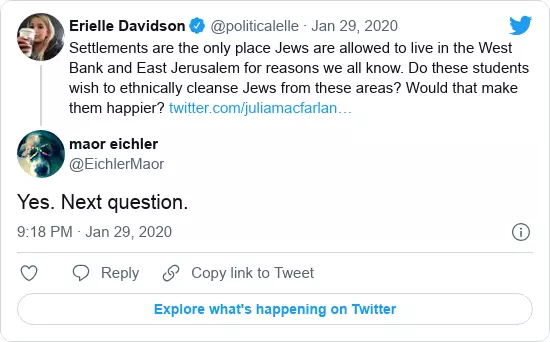 Erielle Davidson @politicalelle · Jan 29, 2020
Settlements are the only place Jews are allowed to live in the West
Bank and East Jerusalem for reasons we all know. Do these students
wish to ethnically cleanse Jews from these areas? Would that make
them happier? twitter.com/juliamacfarlan…
maor eichler
@EichlerMaor
Yes. Next question.
9:18 PM · Jan 29, 2020
Reply Copy link to Tweet
Explore what's happening on Twitter